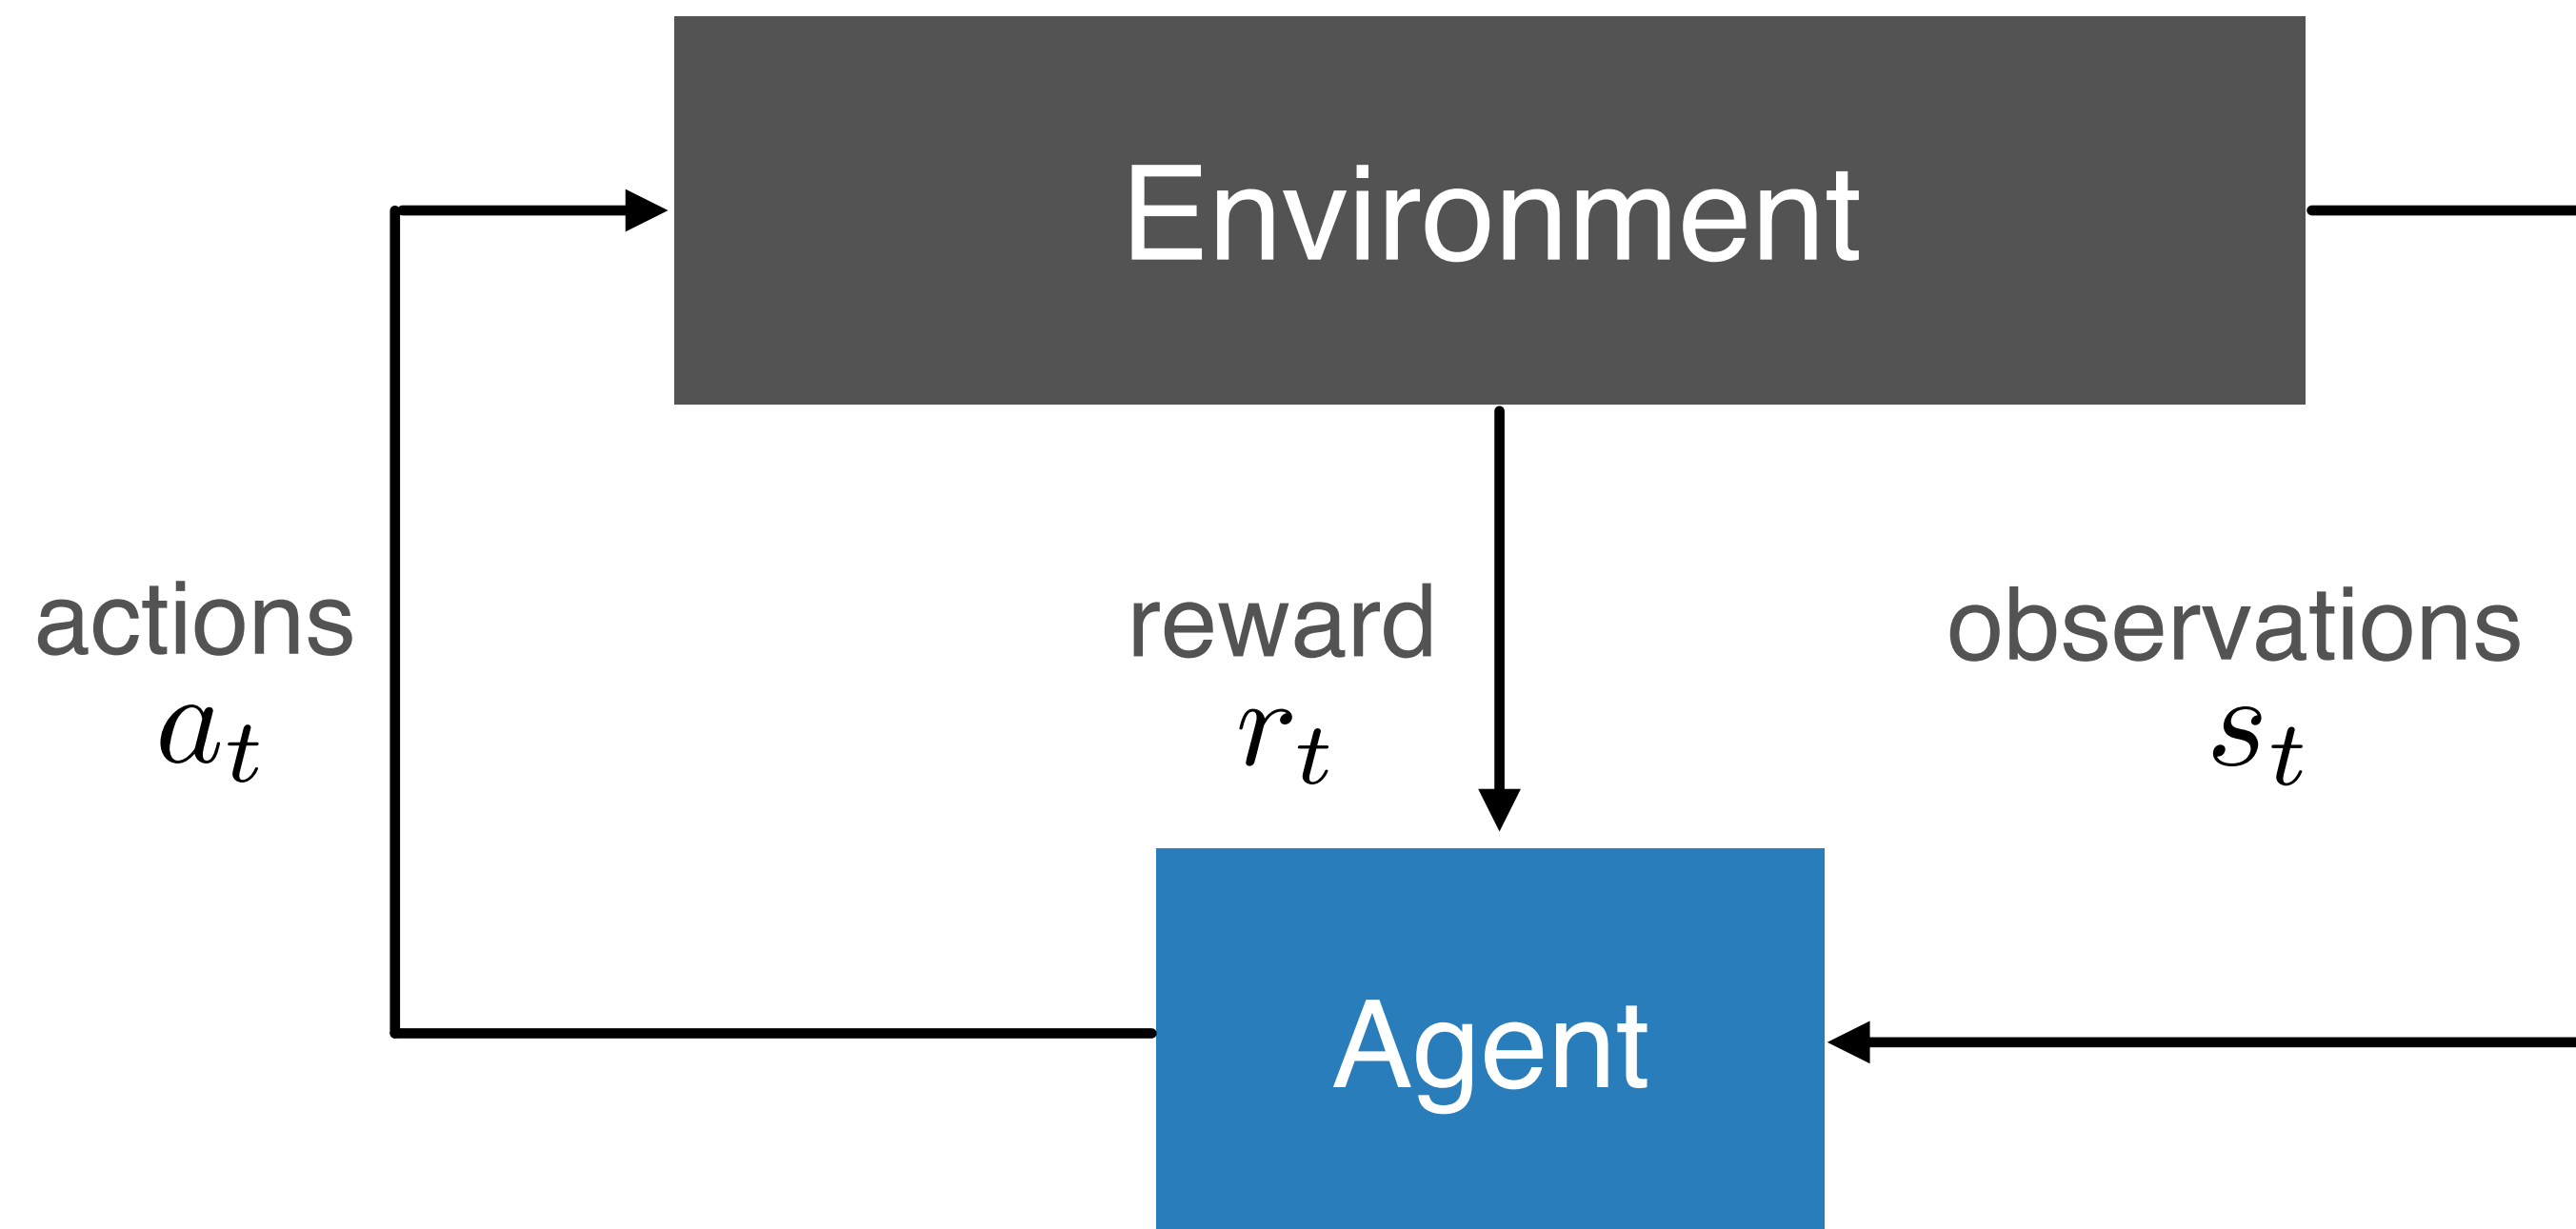 Environment
actions
a_t
reward
r_t
observations
s_t
Agent